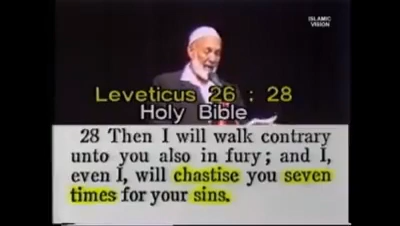 ISLAMIC
VISION
Leveticus 26 : 28
Holy Bible
28 Then I will walk contrary
unto you also in fury; and I,
even I, will chastise you seven
times for your sins.